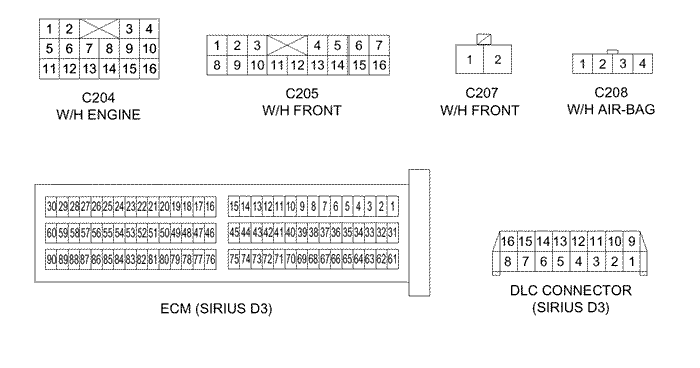 1 2 3 4
5 6 7 8 9 10
11 12 13 14 15 16
C204
W/H ENGINE
1 2 3 4 5 6 7
8 9 10 11 12 13 14 15 16
C205
W/H FRONT
1 2
C207
W/H FRONT
1 2 3 4
C208
W/H AIR-BAG
30 29 28 27 26 25 24 23 22 21 20 19 18 17 16 15 14 13 12 11 10 9 8 7 6 5 4 3 2 1
60 59 58 57 56 55 54 53 52 51 50 49 48 47 46 45 44 43 42 41 40 39 38 37 36 35 34 33 32 31
90 89 88 87 86 85 84 83 82 81 80 79 78 77 76 75 74 73 72 71 70 69 68 67 66 65 64 63 62 61
ECM (SIRIUS D3)
16 15 14 13 12 11 10 9
8 7 6 5 4 3 2 1
DLC CONNECTOR
(SIRIUS D3)